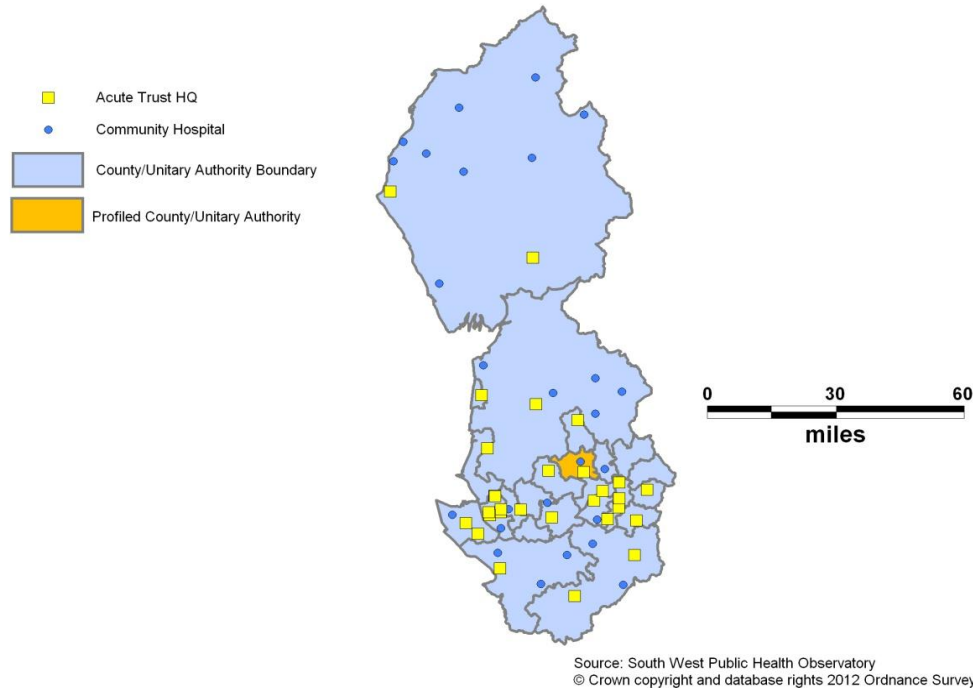 Acute Trust HQ
Community Hospital
County/Unitary Authority Boundary
Profiled County/Unitary Authority
0 30 60
miles
Source: South West Public Health Observatory
© Crown copyright and database rights 2012 Ordnance Survey